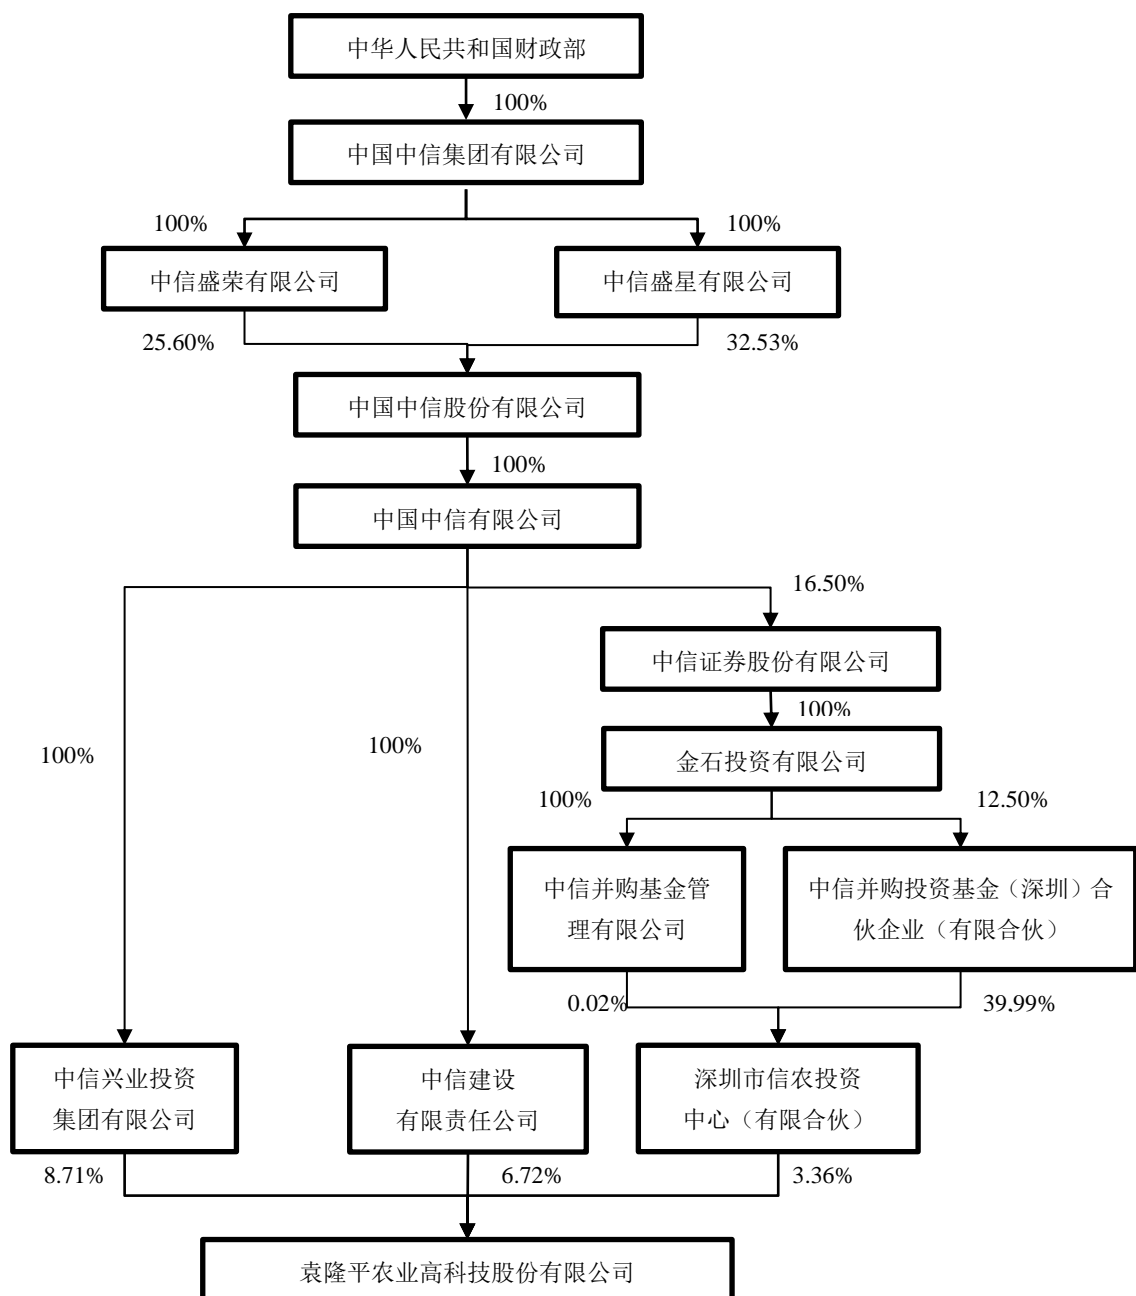 中华人民共和国财政部
100%
中国中信集团有限公司
100%
100%
中信盛荣有限公司
中信盛星有限公司
25.60%
32.53%
中国中信股份有限公司
100%
中国中信有限公司
16.50%
中信证券股份有限公司
100%
100%
100%
金石投资有限公司
100%
12.50%
中信并购基金管
理有限公司
中信并购投资基金（深圳）合
伙企业（有限合伙）
0.02%
39.99%
中信兴业投资
集团有限公司
中信建设
有限责任公司
深圳市信农投资
中心（有限合伙）
8.71%
6.72%
3.36%
袁隆平农业高科技股份有限公司